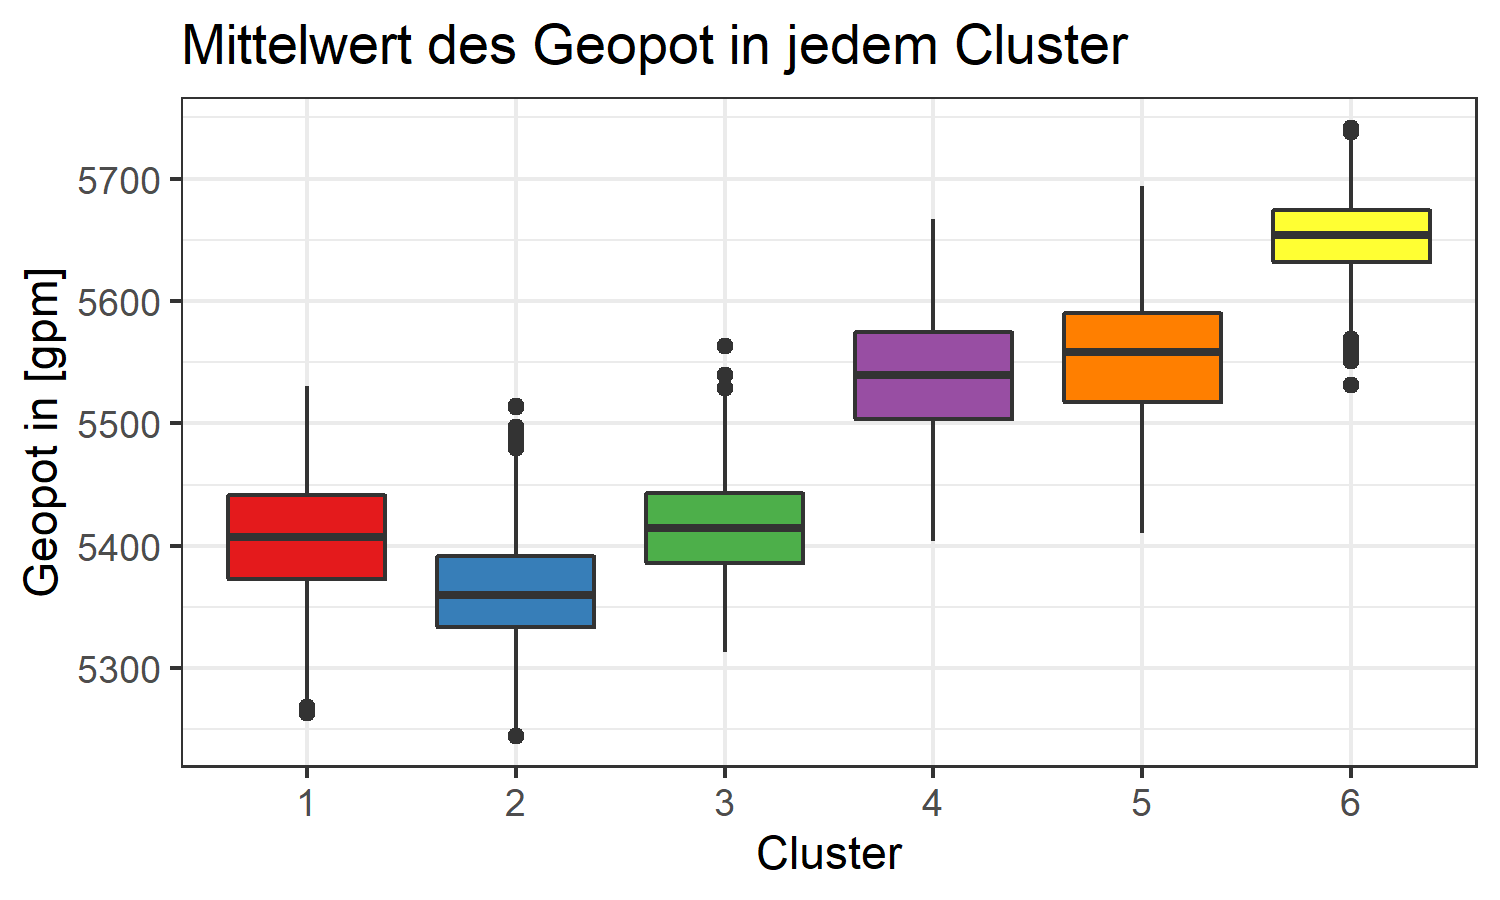 Mittelwert des Geopot in jedem Cluster
Geopot in [gpm]
5700
5600
5500
5400
5300
1 2 3 4 5 6
Cluster